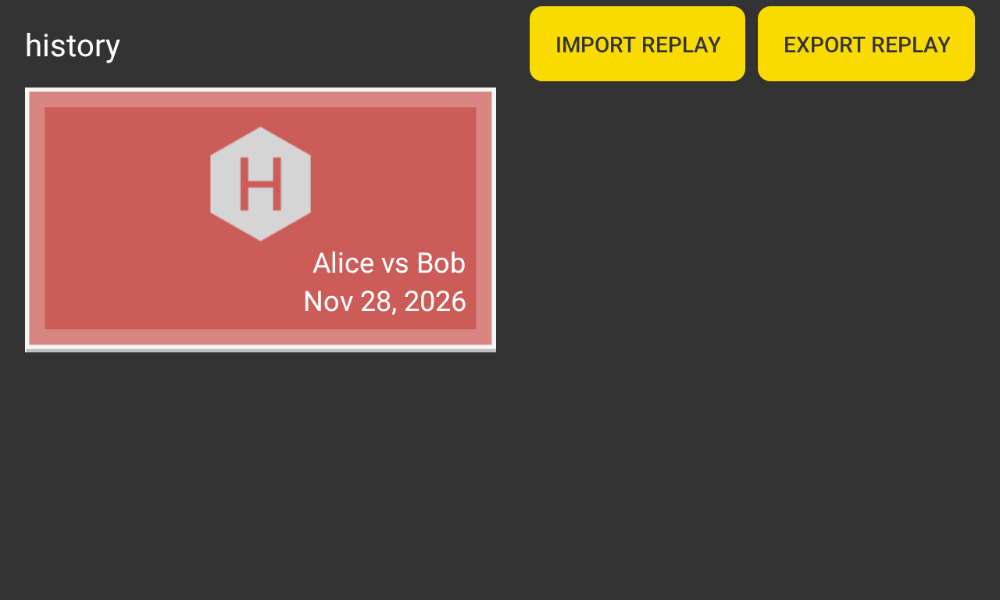 history
IMPORT REPLAY
EXPORT REPLAY
H
Alice vs Bob
Nov 28, 2026